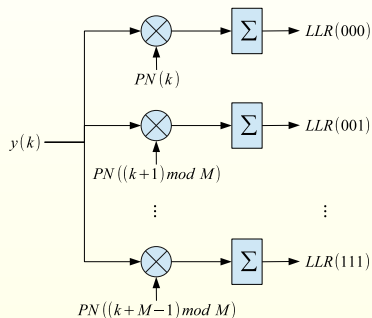 Σ
LLR(000)
PN(k)
Σ
LLR(001)
y(k)
PN((k+1)mod M)
⋮
⋮
Σ
LLR(111)
PN((k+M−1)mod M)